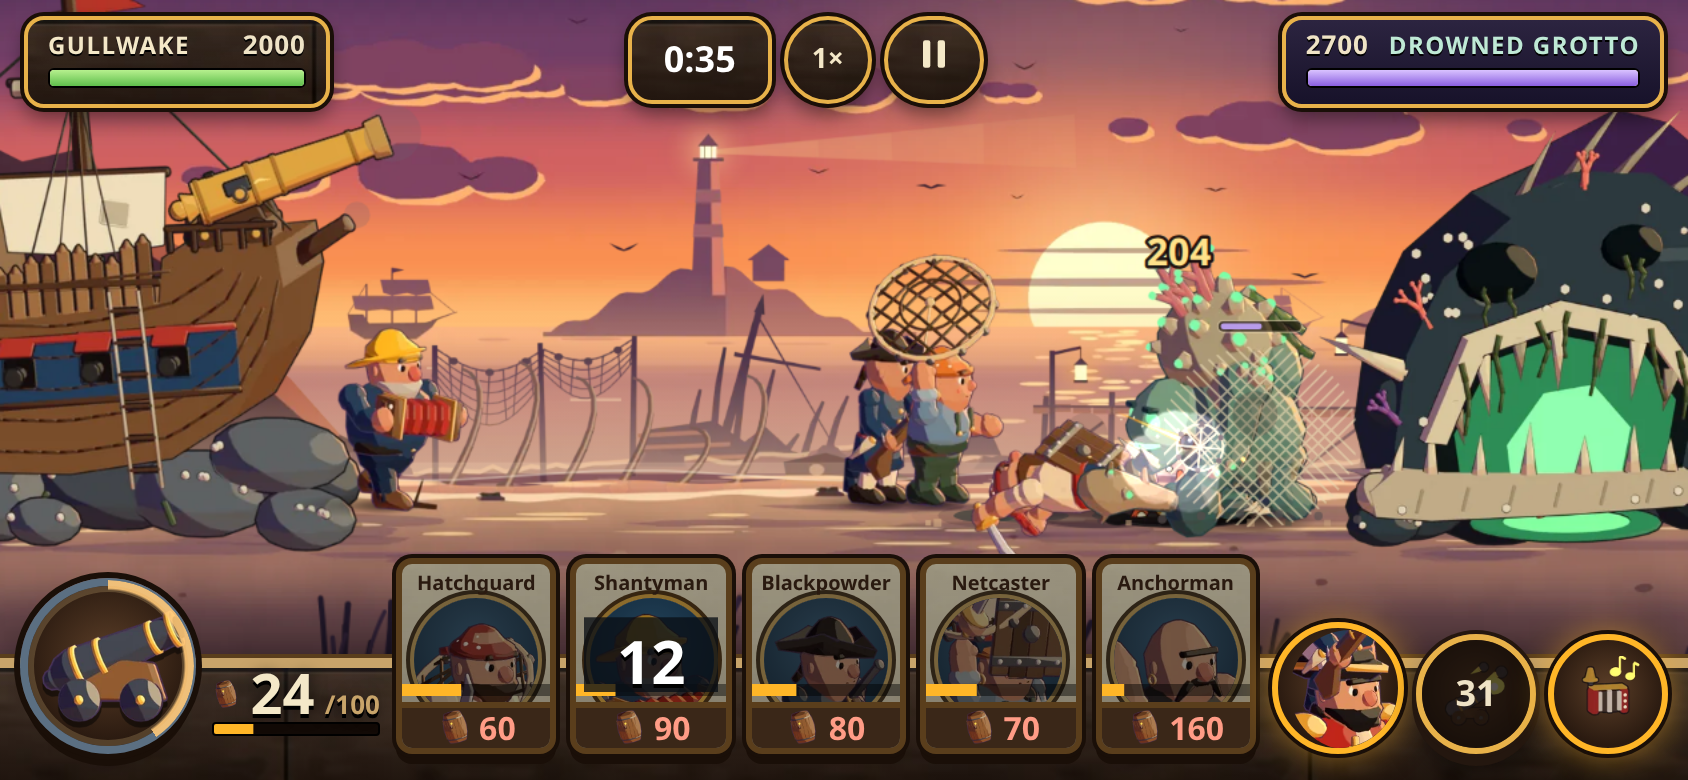 GULLWAKE 2000
0:35
1×
2700 DROWNED GROTTO
204
24 /100
Hatchguard
60
Shantyman
12
90
Blackpowder
80
Netcaster
70
Anchorman
160
31